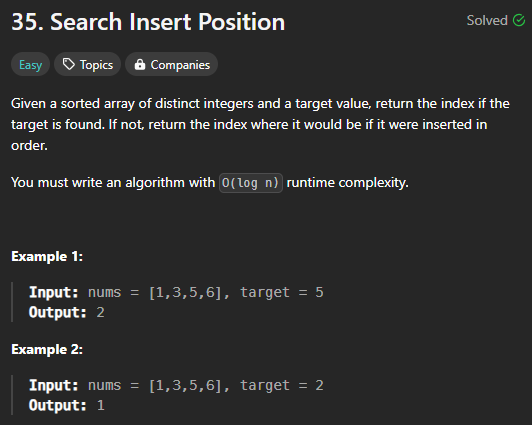 35. Search Insert Position
Solved
Easy
Topics
Companies
Given a sorted array of distinct integers and a target value, return the index if the
target is found. If not, return the index where it would be if it were inserted in
order.
You must write an algorithm with O(log n) runtime complexity.
Example 1:
Input: nums = [1,3,5,6], target = 5
Output: 2
Example 2:
Input: nums = [1,3,5,6], target = 2
Output: 1